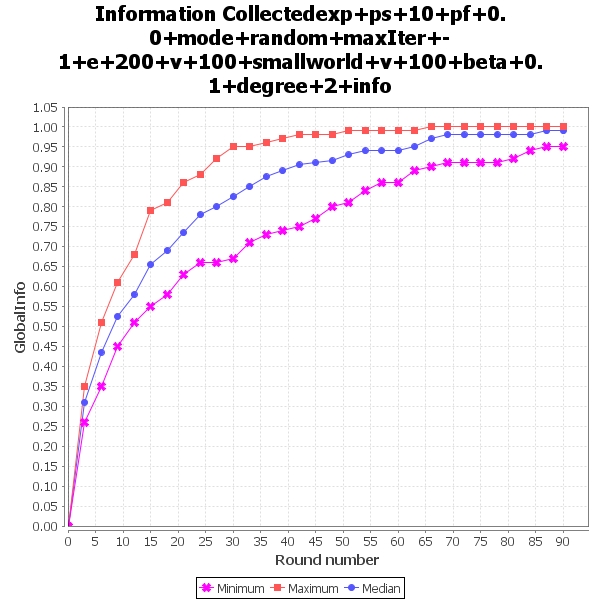 Information Collectedexp+ps+10+pf+0.
0+mode+random+maxIter+-
1+e+200+v+100+smallworld+v+100+beta+0.
1+degree+2+info
GlobalInfo
1.05
1.00
0.95
0.90
0.85
0.80
0.75
0.70
0.65
0.60
0.55
0.50
0.45
0.40
0.35
0.30
0.25
0.20
0.15
0.10
0.05
0.00
0 5 10 15 20 25 30 35 40 45 50 55 60 65 70 75 80 85 90
Round number
Minimum Maximum Median